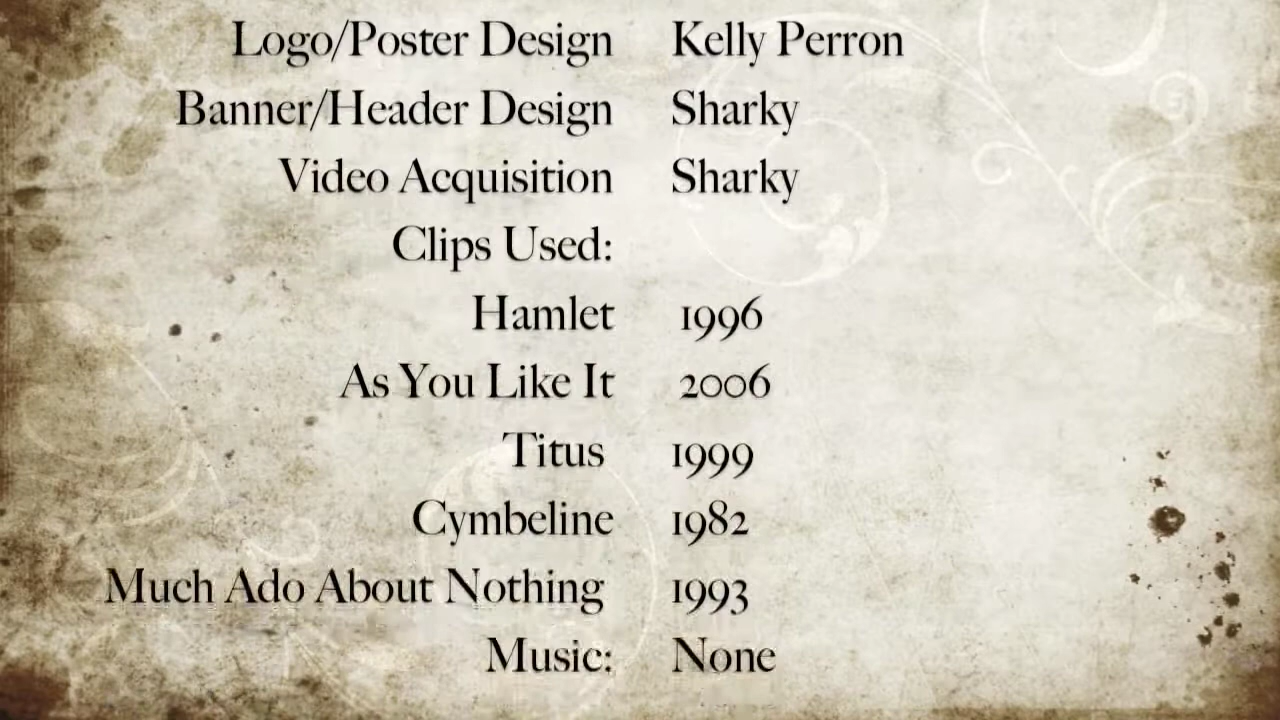 Logo/Poster Design Kelly Perron
Banner/Header Design Sharky
Video Acquisition Sharky
Clips Used:
Hamlet 1996
As You Like It 2006
Titus 1999
Cymbeline 1982
Much Ado About Nothing 1993
Music: None